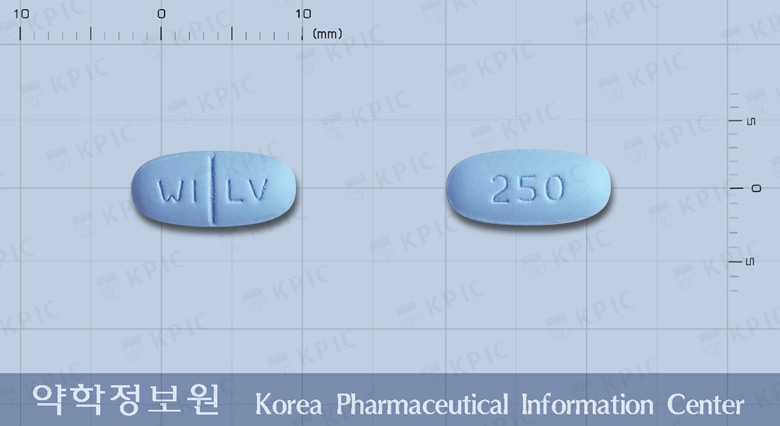 10 0 10
(mm)
WI LV
250
5
0
5
약학정보원 Korea Pharmaceutical Information Center
KPIC